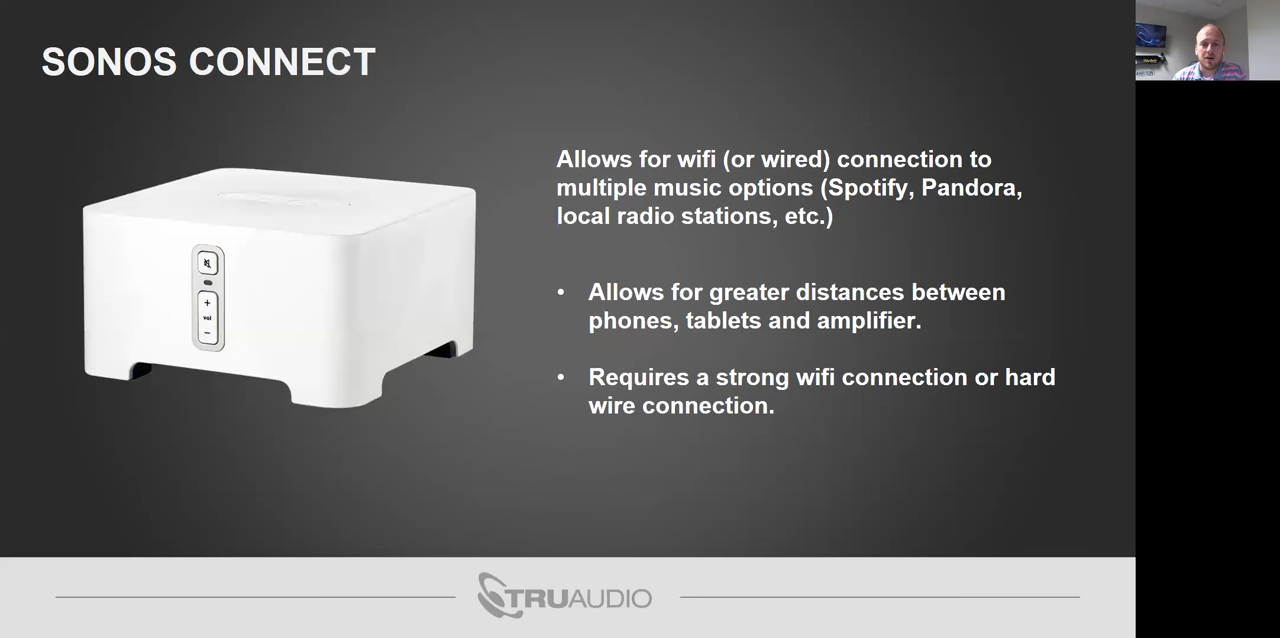 SONOS CONNECT
Allows for wifi (or wired) connection to
multiple music options (Spotify, Pandora,
local radio stations, etc.)
• Allows for greater distances between
phones, tablets and amplifier.
• Requires a strong wifi connection or hard
wire connection.
+
vol
−
TRUAUDIO